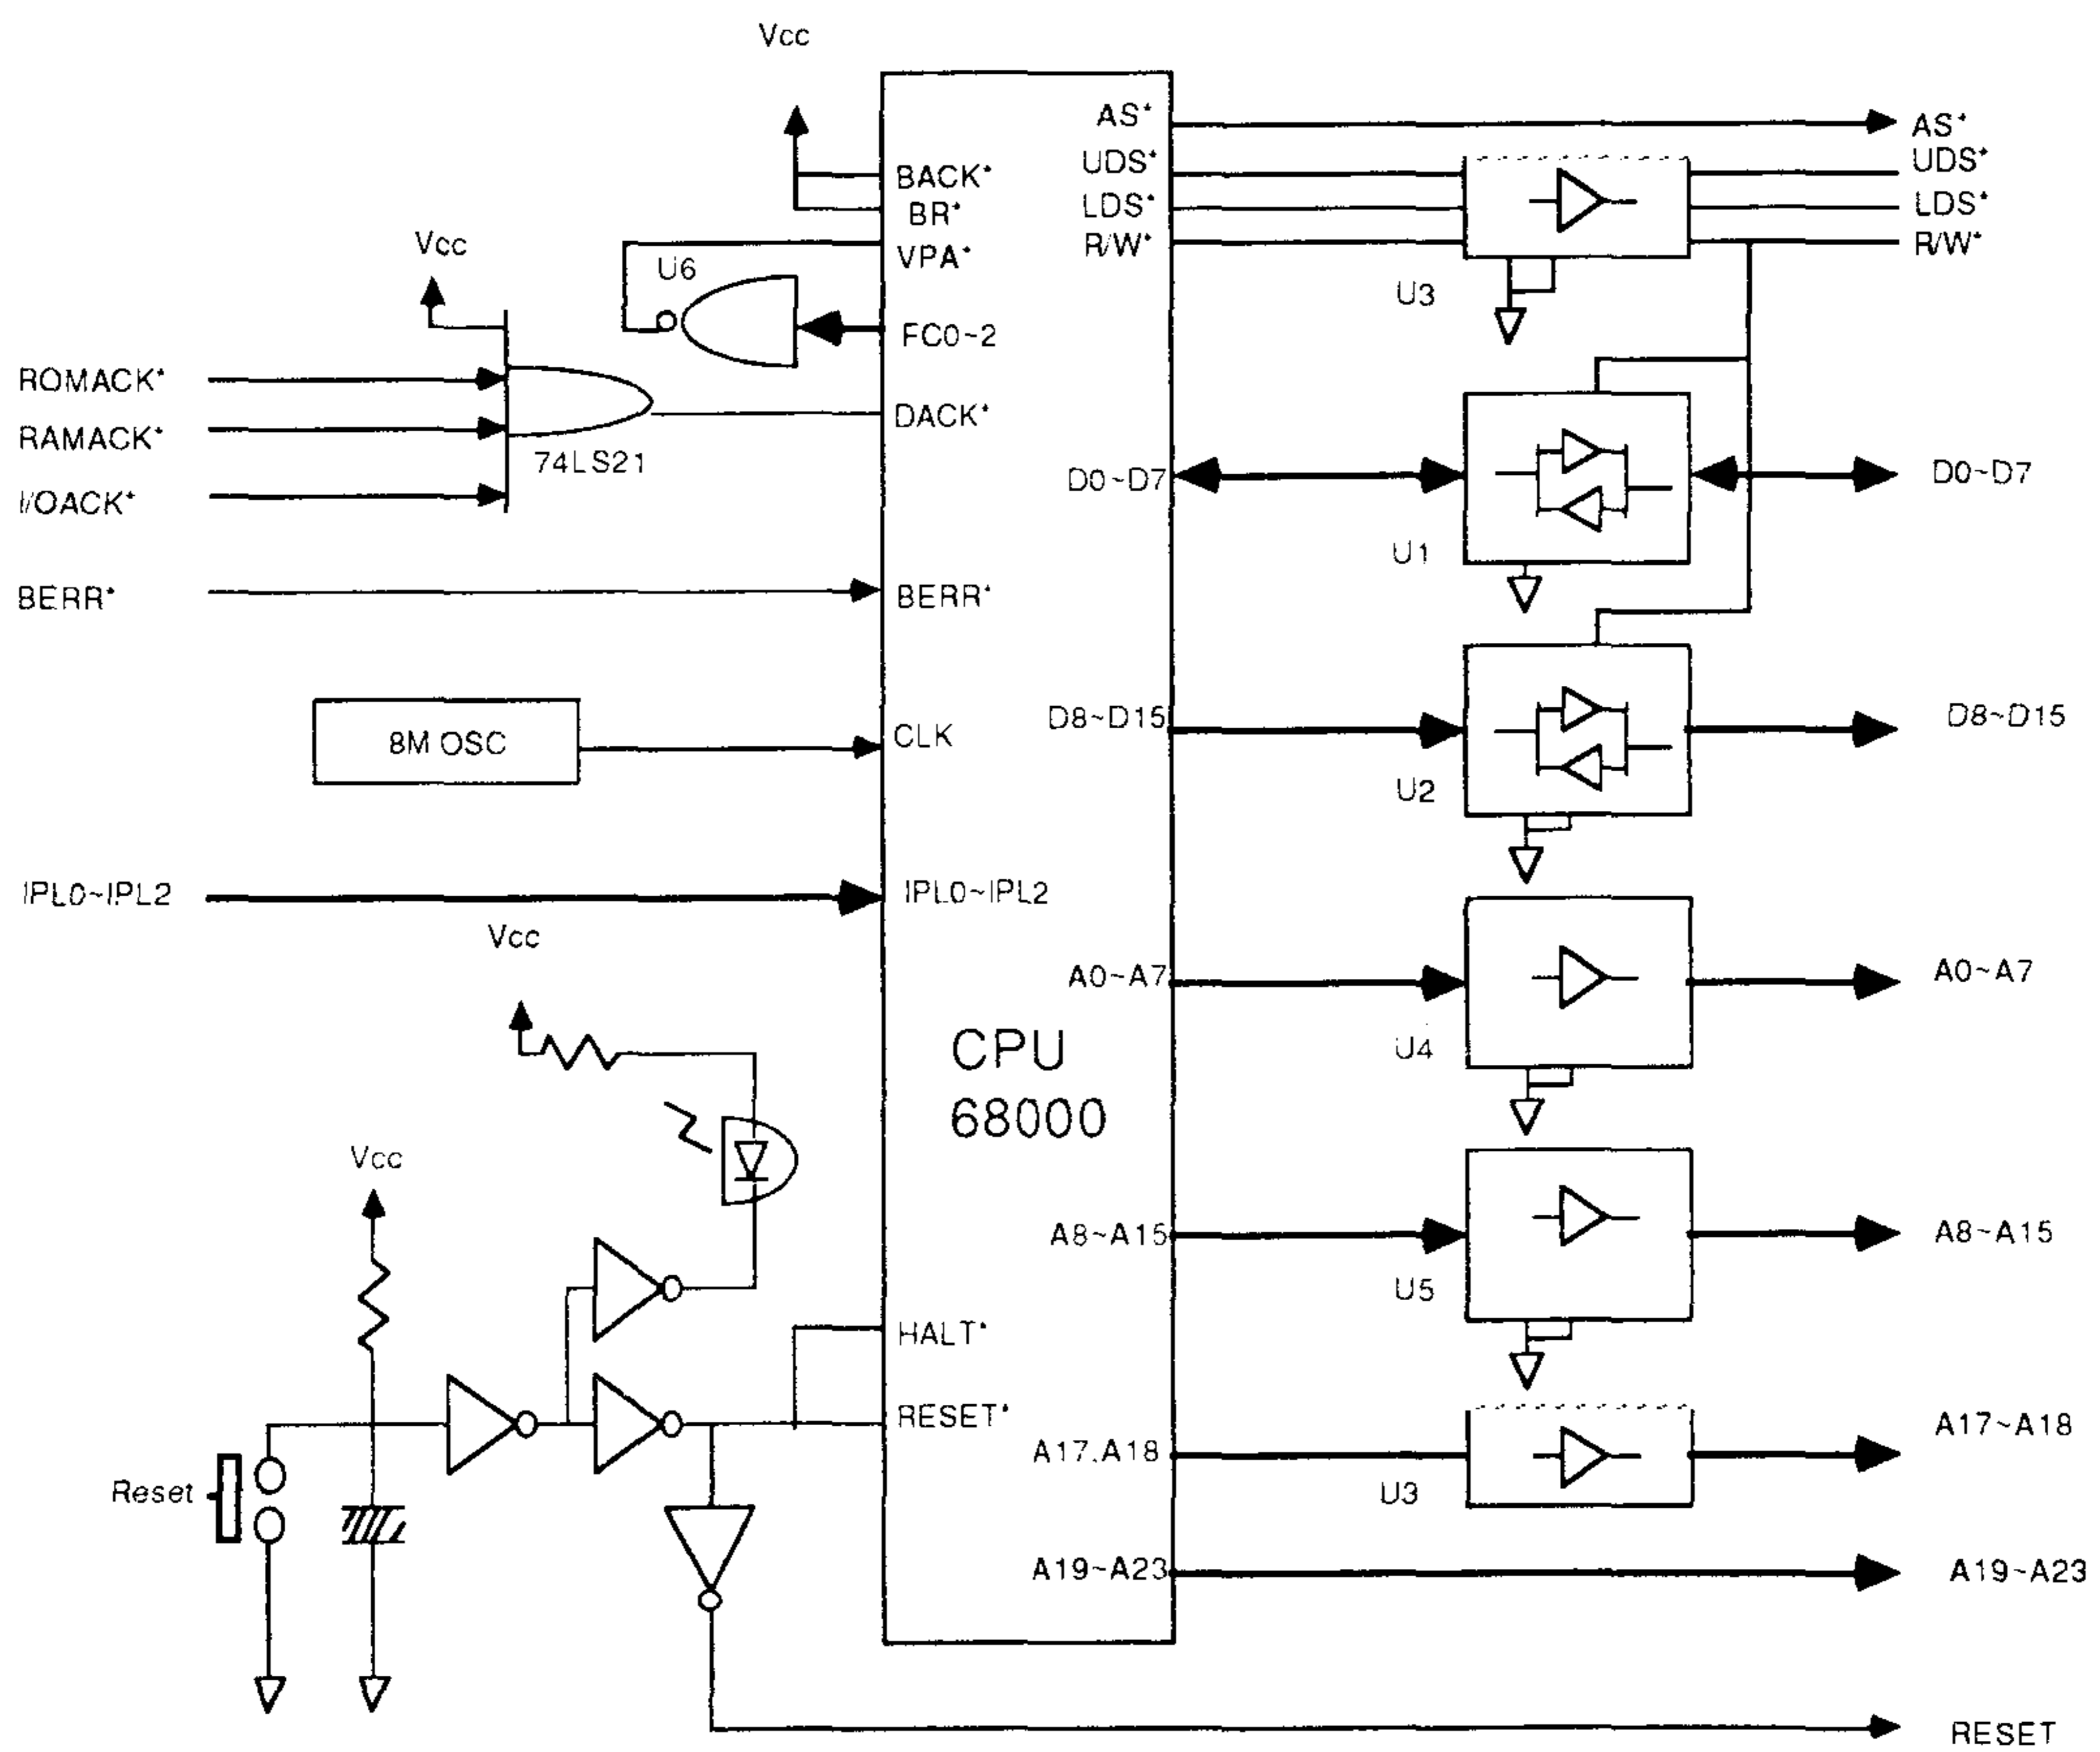 Vcc
AS*
AS*
BACK*
UDS*
UDS*
BR*
LDS*
LDS*
Vcc
VPA*
R/W*
R/W*
U6
U3
FC0~2
ROMACK*
DACK*
RAMACK*
74LS21
D0~D7
D0~D7
I/OACK*
U1
BERR*
BERR*
D8~D15
D8~D15
8M OSC
CLK
U2
IPL0~IPL2
IPL0~IPL2
Vcc
A0~A7
A0~A7
CPU
68000
U4
Vcc
A8~A15
A8~A15
U5
HALT*
RESET*
A17~A18
A17.A18
Reset
U3
A19~A23
A19~A23
RESET